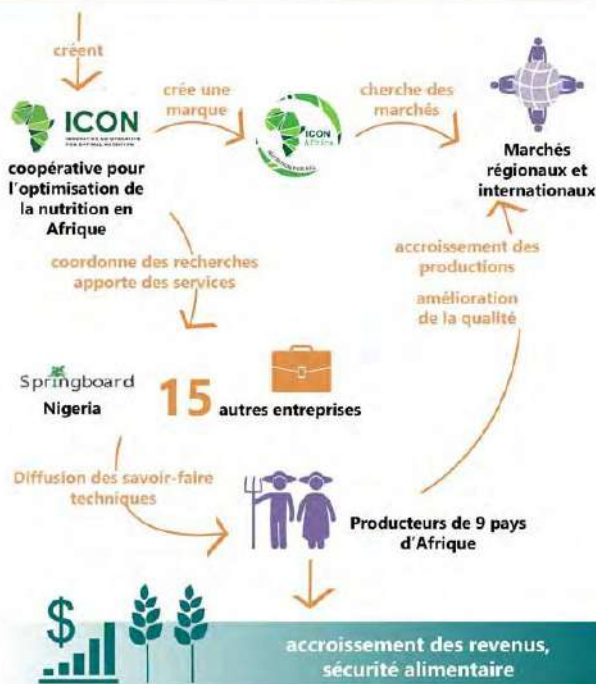 créent
ICON
coopérative pour
l'optimisation de
la nutrition en
Afrique
crée une
marque
ICON
Africa
cherche des
marchés
Marchés
régionaux et
internationaux
coordonne des recherches
apporte des services
accroissement des
productions
amélioration
de la qualité
Springboard
Nigeria
15 autres entreprises
Diffusion des savoir-faire
techniques
Producteurs de 9 pays
d'Afrique
$
accroissement des revenus,
sécurité alimentaire